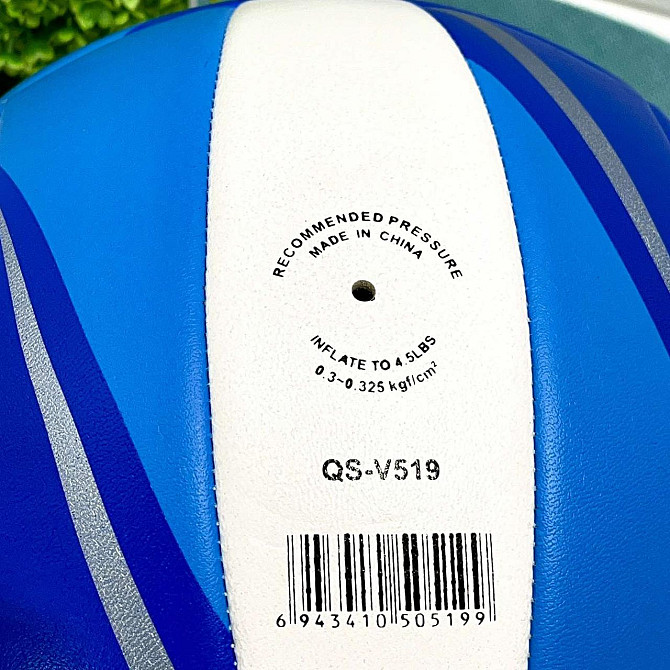 RECOMMENDED PRESSURE
MADE IN CHINA
INFLATE TO 4.5LBS
0.3~0.325 kgf/cm²
QS-V519
6 943410 505199